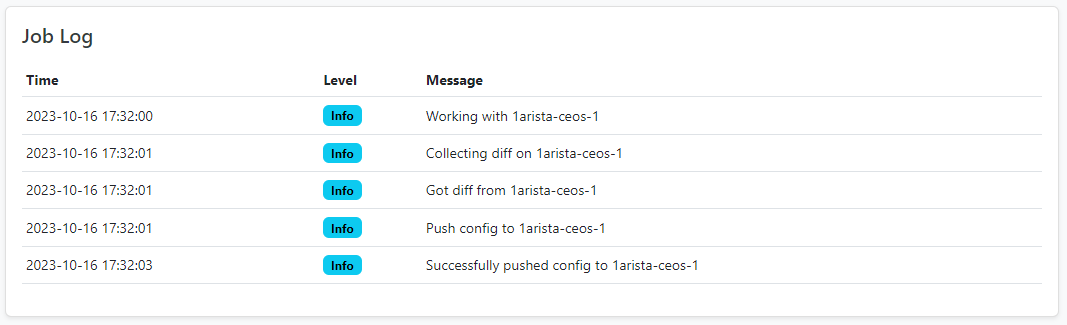 Job Log
Time Level Message
2023-10-16 17:32:00 Info Working with 1arista-ceos-1
2023-10-16 17:32:01 Info Collecting diff on 1arista-ceos-1
2023-10-16 17:32:01 Info Got diff from 1arista-ceos-1
2023-10-16 17:32:01 Info Push config to 1arista-ceos-1
2023-10-16 17:32:03 Info Successfully pushed config to 1arista-ceos-1